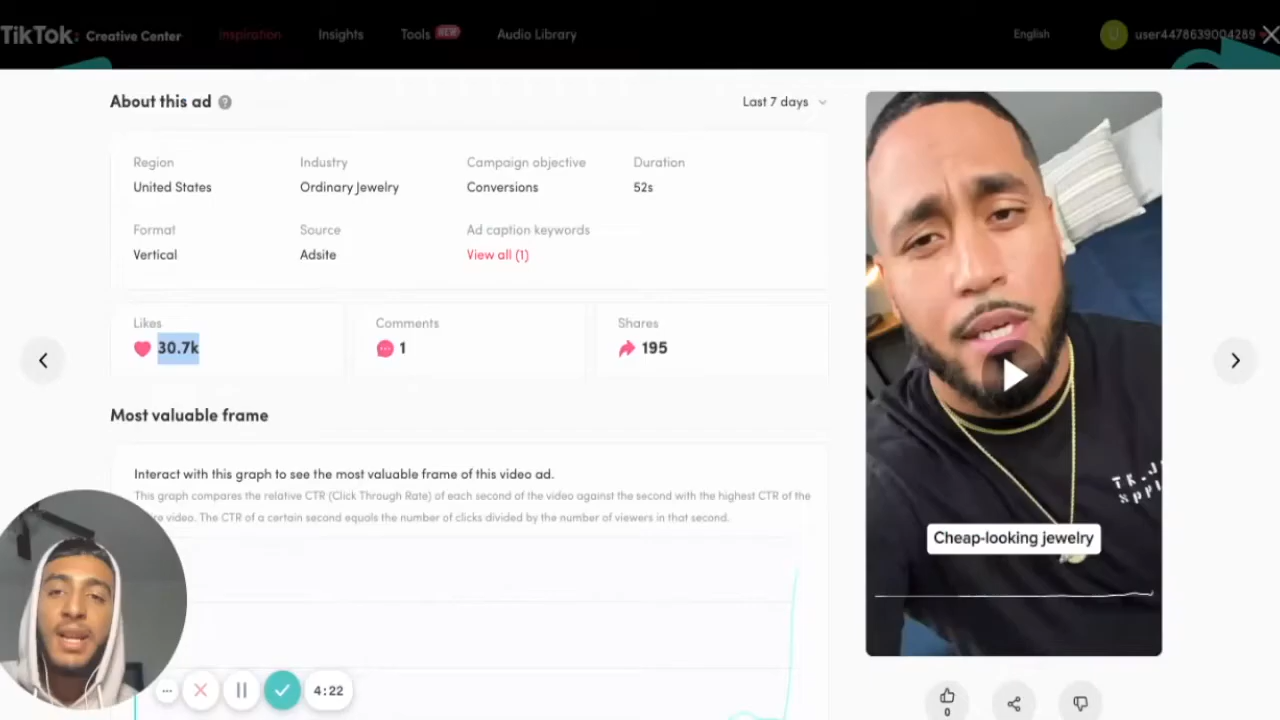 TikTok: Creative Center
Inspiration
Insights
Tools NEW
Audio Library
English
U
user4478639004289
About this ad ?
Last 7 days
Region
Industry
Campaign objective
Duration
United States
Ordinary Jewelry
Conversions
52s
Format
Source
Ad caption keywords
Vertical
Adsite
View all (1)
Likes
Comments
Shares
30.7k
1
195
Most valuable frame
Interact with this graph to see the most valuable frame of this video ad.
This graph compares the relative CTR (Click Through Rate) of each second of the video against the second with the highest CTR of the
video. The CTR of a certain second equals the number of clicks divided by the number of viewers in that second.
Cheap-looking jewelry
4:22
0